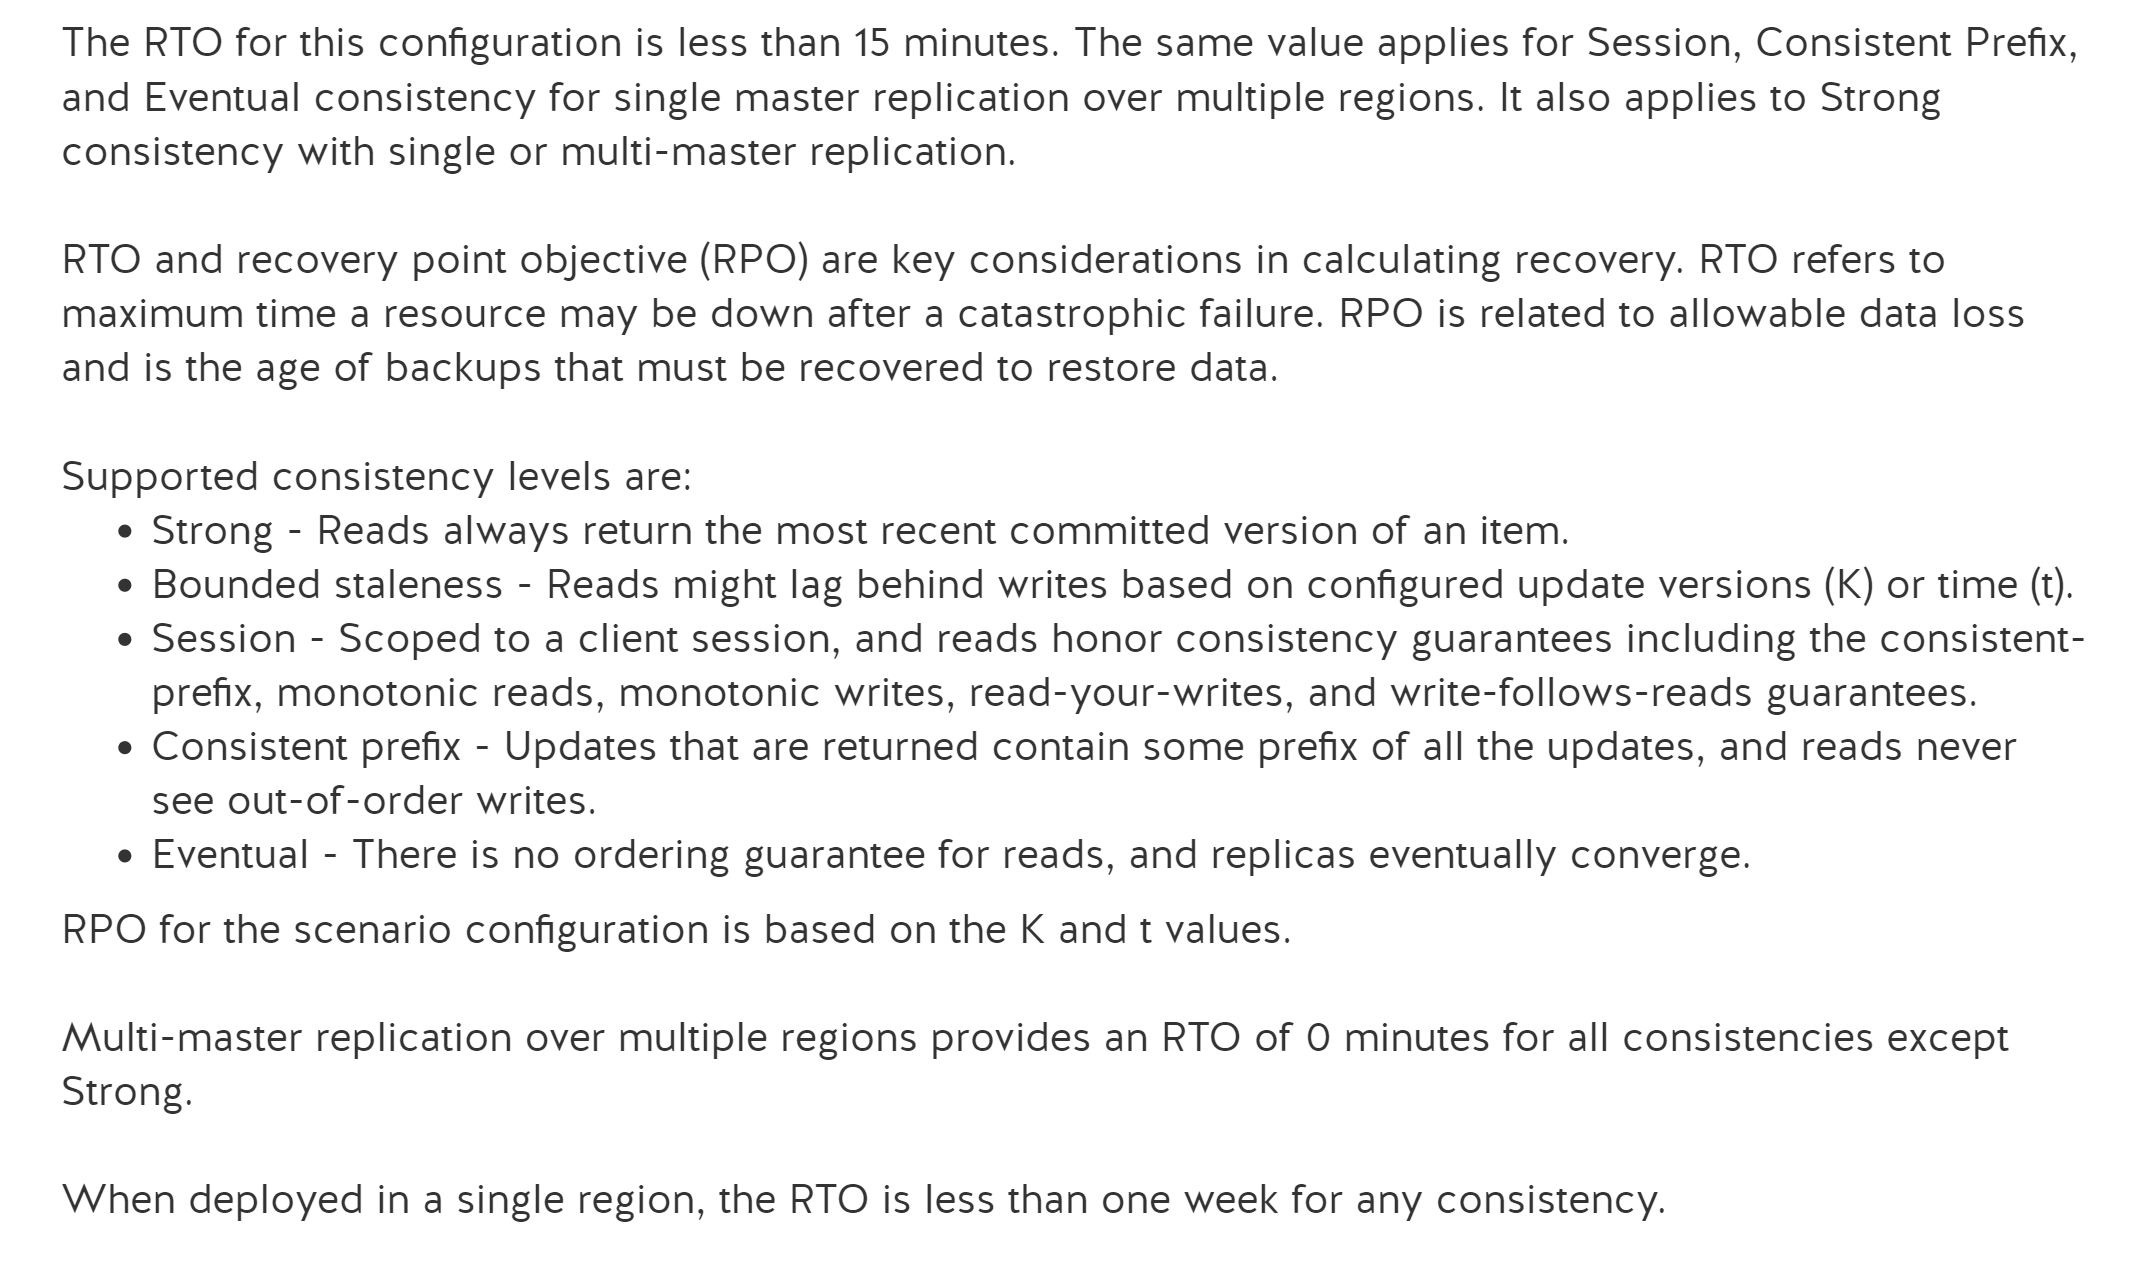 The RTO for this configuration is less than 15 minutes. The same value applies for Session, Consistent Prefix,
and Eventual consistency for single master replication over multiple regions. It also applies to Strong
consistency with single or multi-master replication.
RTO and recovery point objective (RPO) are key considerations in calculating recovery. RTO refers to
maximum time a resource may be down after a catastrophic failure. RPO is related to allowable data loss
and is the age of backups that must be recovered to restore data.
Supported consistency levels are:
• Strong - Reads always return the most recent committed version of an item.
• Bounded staleness - Reads might lag behind writes based on configured update versions (K) or time (t).
• Session - Scoped to a client session, and reads honor consistency guarantees including the consistent-
prefix, monotonic reads, monotonic writes, read-your-writes, and write-follows-reads guarantees.
• Consistent prefix - Updates that are returned contain some prefix of all the updates, and reads never
see out-of-order writes.
• Eventual - There is no ordering guarantee for reads, and replicas eventually converge.
RPO for the scenario configuration is based on the K and t values.
Multi-master replication over multiple regions provides an RTO of 0 minutes for all consistencies except
Strong.
When deployed in a single region, the RTO is less than one week for any consistency.